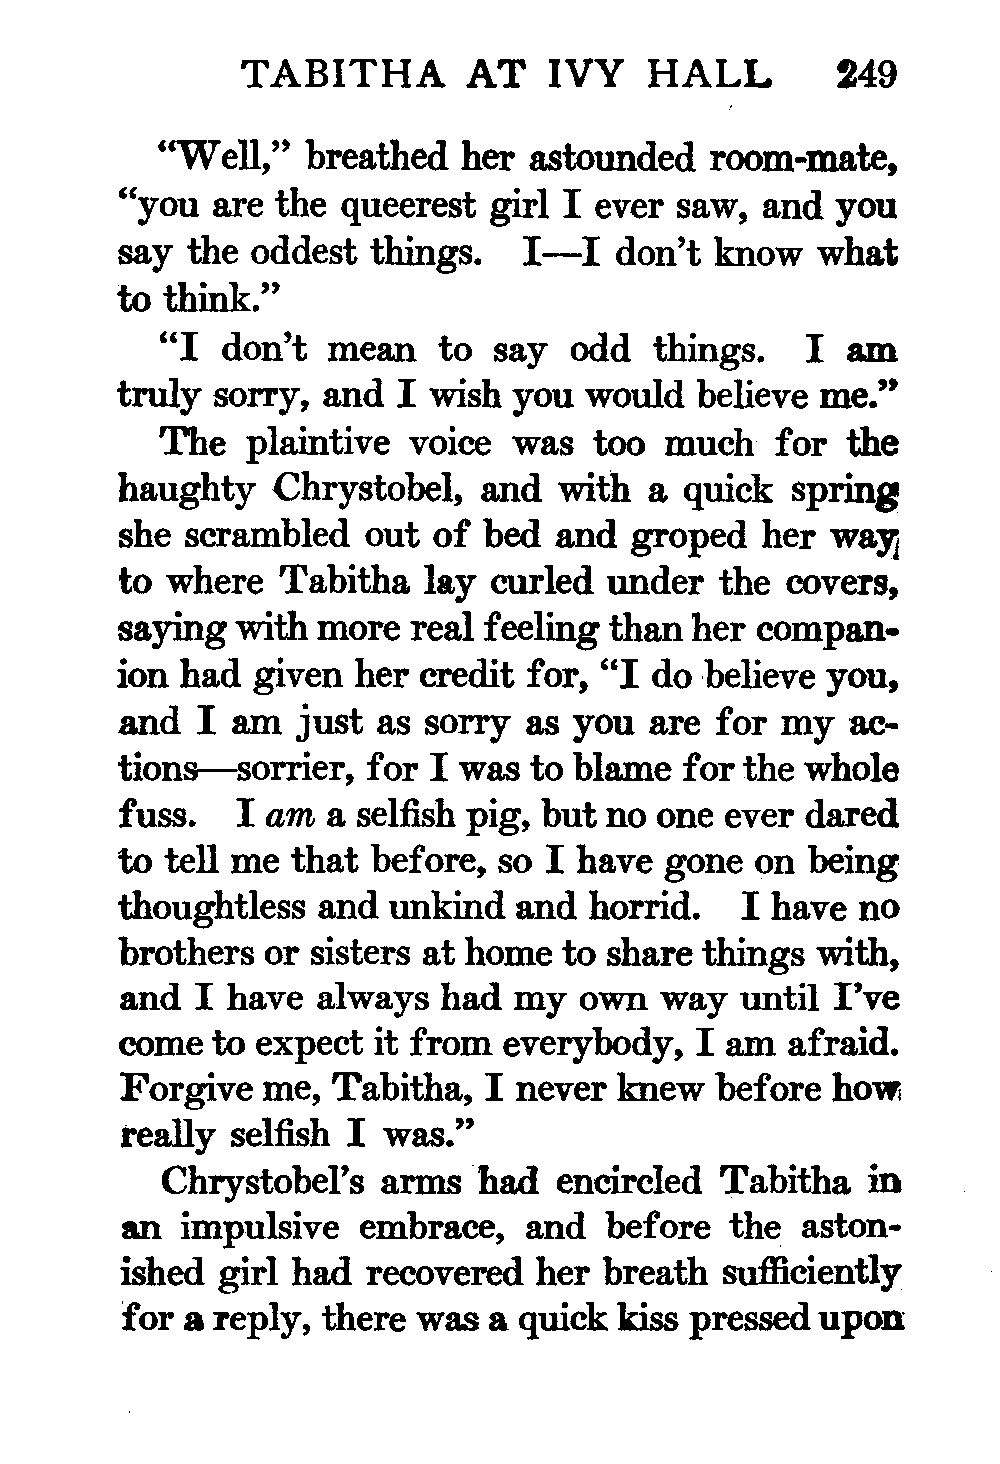 TABITHA AT IVY HALL 249
“Well,” breathed her astounded room-mate,
“you are the queerest girl I ever saw, and you
say the oddest things. I—I don’t know what
to think.”
“I don’t mean to say odd things. I am
truly sorry, and I wish you would believe me.”
The plaintive voice was too much for the
haughty Chrystobel, and with a quick spring
she scrambled out of bed and groped her way
to where Tabitha lay curled under the covers,
saying with more real feeling than her compan-
ion had given her credit for, “I do believe you,
and I am just as sorry as you are for my ac-
tions—sorrier, for I was to blame for the whole
fuss. I am a selfish pig, but no one ever dared
to tell me that before, so I have gone on being
thoughtless and unkind and horrid. I have no
brothers or sisters at home to share things with,
and I have always had my own way until I’ve
come to expect it from everybody, I am afraid.
Forgive me, Tabitha, I never knew before how
really selfish I was.”
Chrystobel’s arms had encircled Tabitha in
an impulsive embrace, and before the aston-
ished girl had recovered her breath sufficiently
for a reply, there was a quick kiss pressed upon